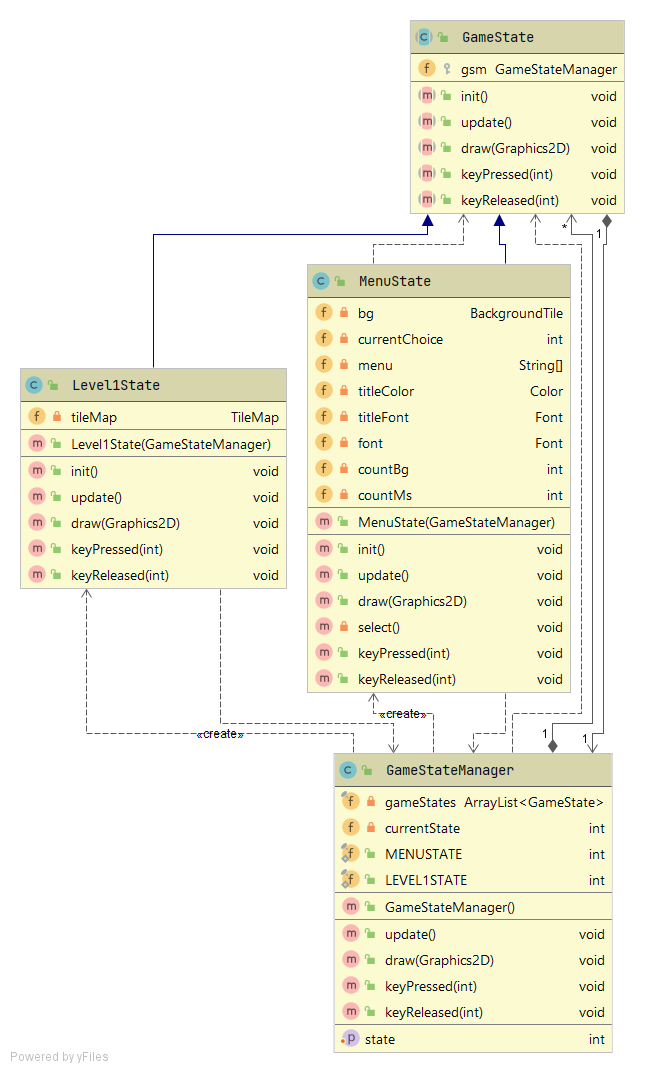 GameState
gsm GameStateManager
init() void
update() void
draw(Graphics2D) void
keyPressed(int) void
keyReleased(int) void
* 1
MenuState
bg BackgroundTile
currentChoice int
menu String[]
titleColor Color
titleFont Font
font Font
countBg int
countMs int
MenuState(GameStateManager)
init() void
update() void
draw(Graphics2D) void
select() void
keyPressed(int) void
keyReleased(int) void
Level1State
tileMap TileMap
Level1State(GameStateManager)
init() void
update() void
draw(Graphics2D) void
keyPressed(int) void
keyReleased(int) void
«create»
«create»
1 1
GameStateManager
gameStates ArrayList<GameState>
currentState int
MENUSTATE int
LEVEL1STATE int
GameStateManager()
update() void
draw(Graphics2D) void
keyPressed(int) void
keyReleased(int) void
state int
Powered by yFiles